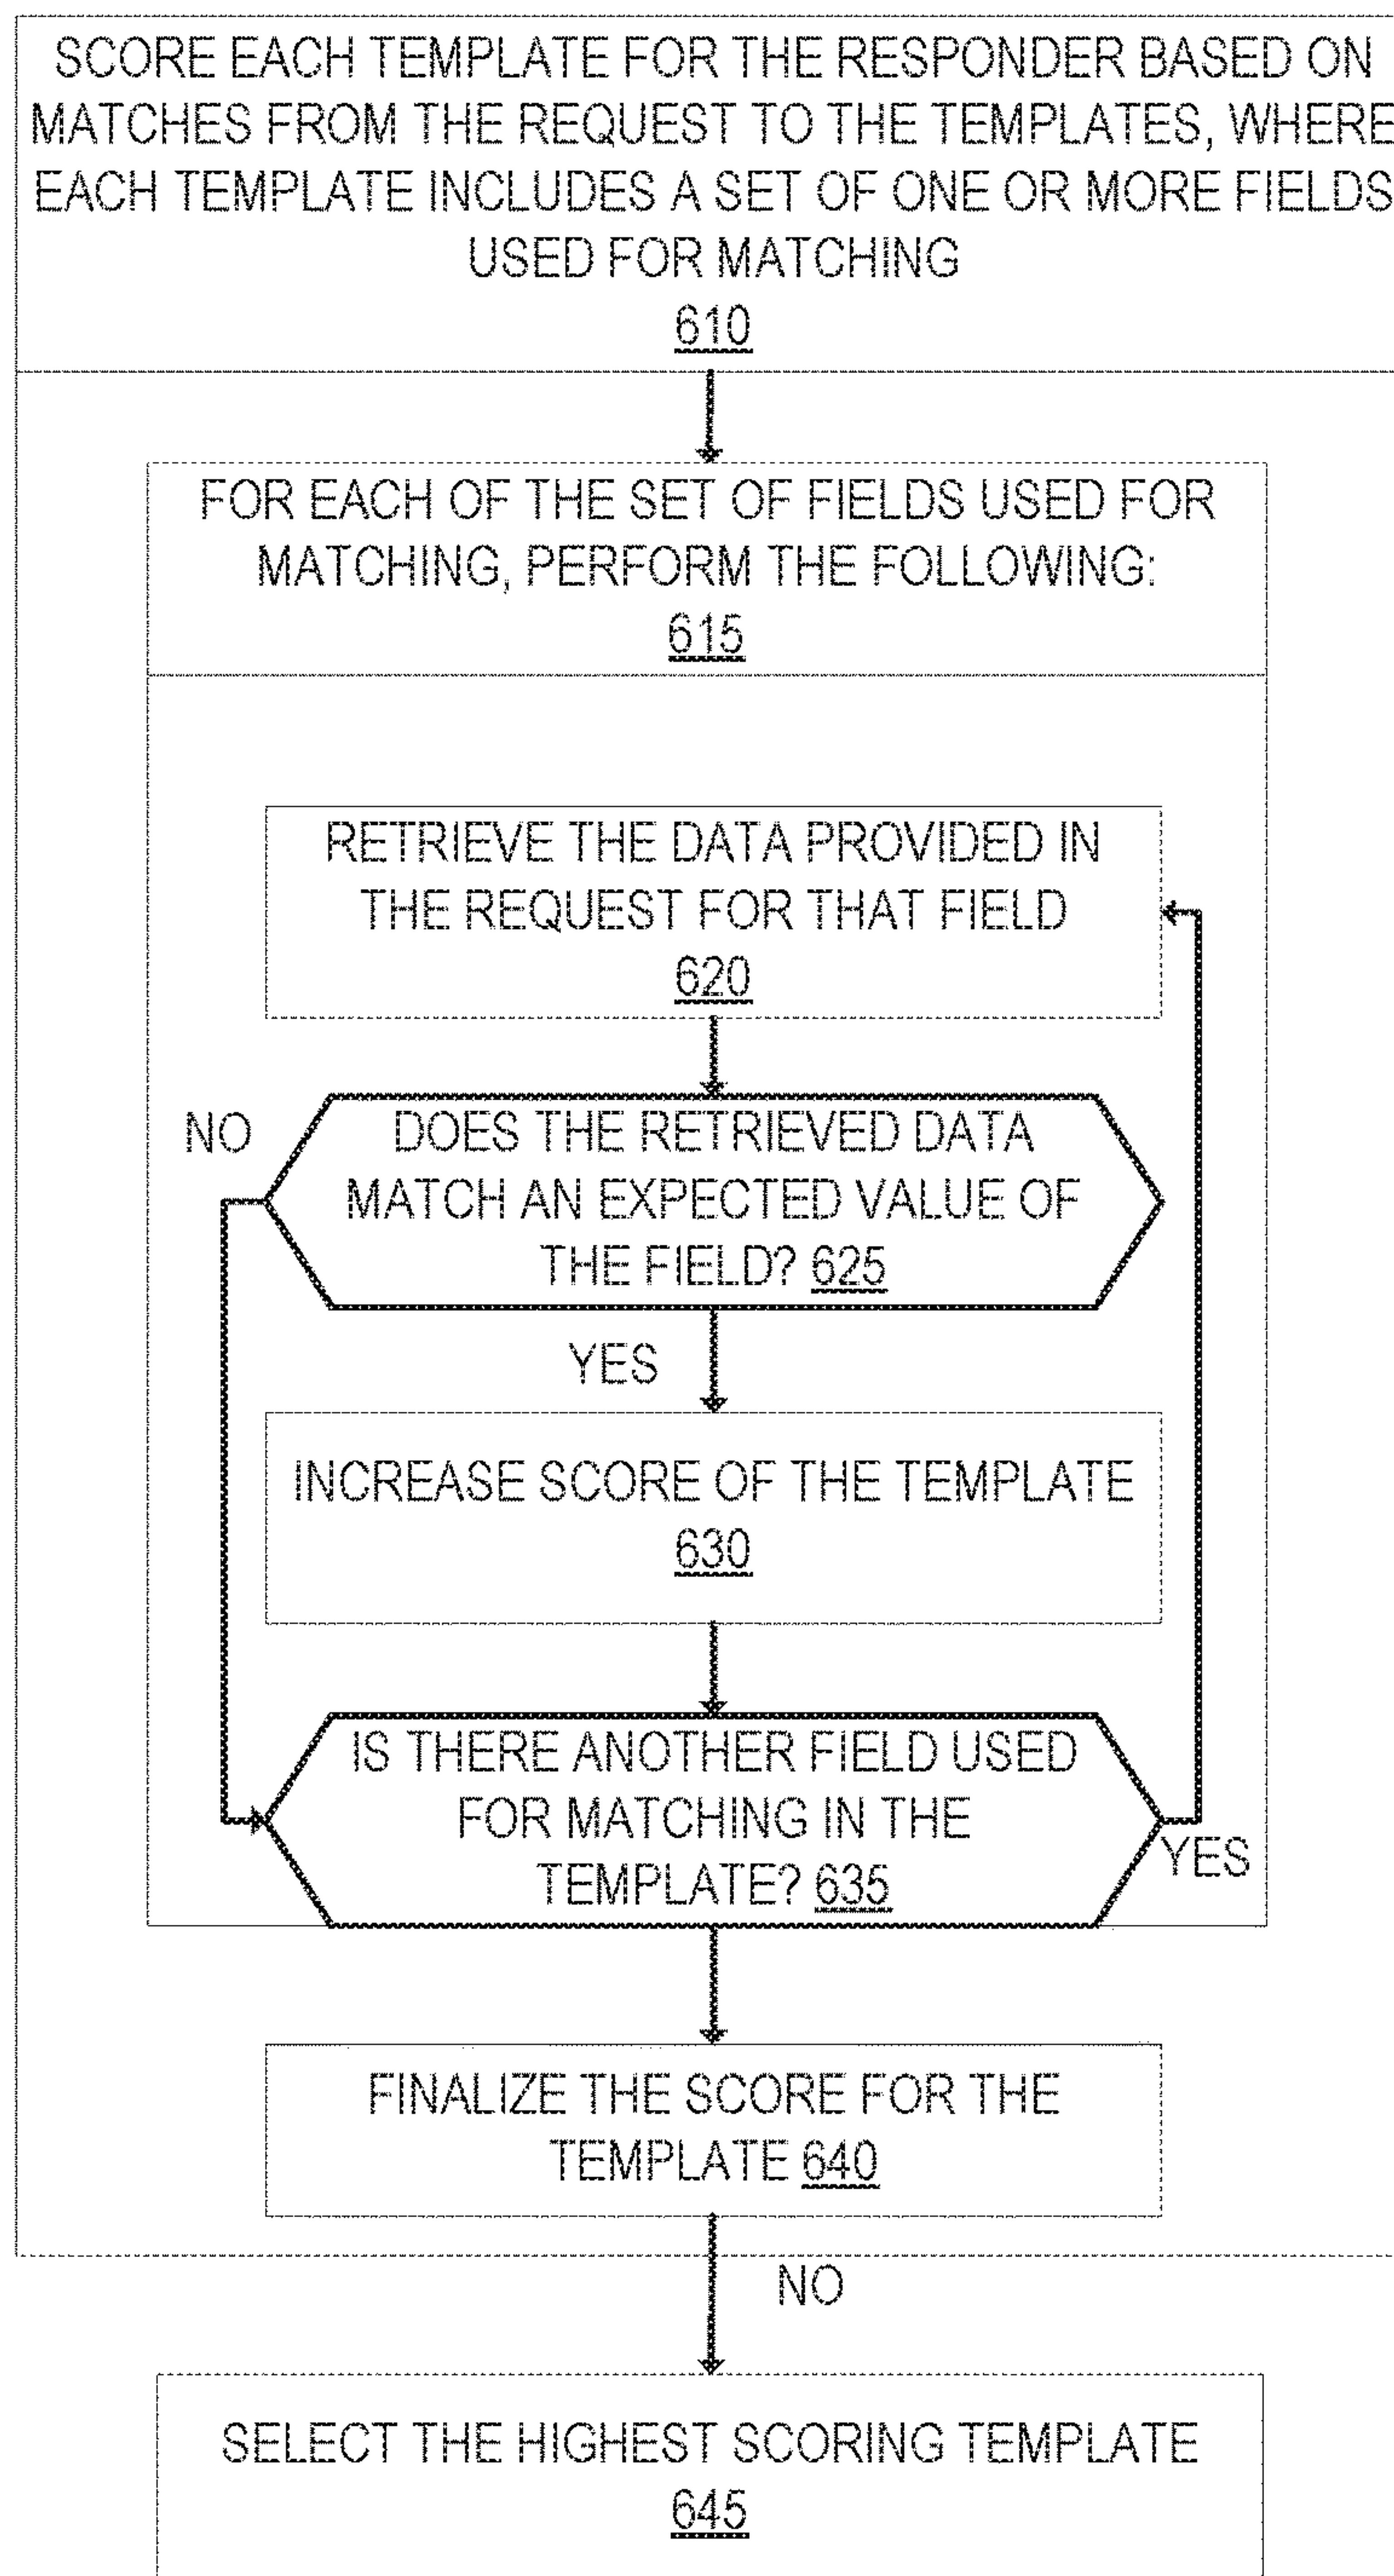 SCORE EACH TEMPLATE FOR THE RESPONDER BASED ON
MATCHES FROM THE REQUEST TO THE TEMPLATES, WHERE
EACH TEMPLATE INCLUDES A SET OF ONE OR MORE FIELDS
USED FOR MATCHING
610
FOR EACH OF THE SET OF FIELDS USED FOR
MATCHING, PERFORM THE FOLLOWING:
615
RETRIEVE THE DATA PROVIDED IN
THE REQUEST FOR THAT FIELD
620
NO
DOES THE RETRIEVED DATA
MATCH AN EXPECTED VALUE OF
THE FIELD? 625
YES
INCREASE SCORE OF THE TEMPLATE
630
IS THERE ANOTHER FIELD USED
FOR MATCHING IN THE
TEMPLATE? 635
YES
FINALIZE THE SCORE FOR THE
TEMPLATE 640
NO
SELECT THE HIGHEST SCORING TEMPLATE
645